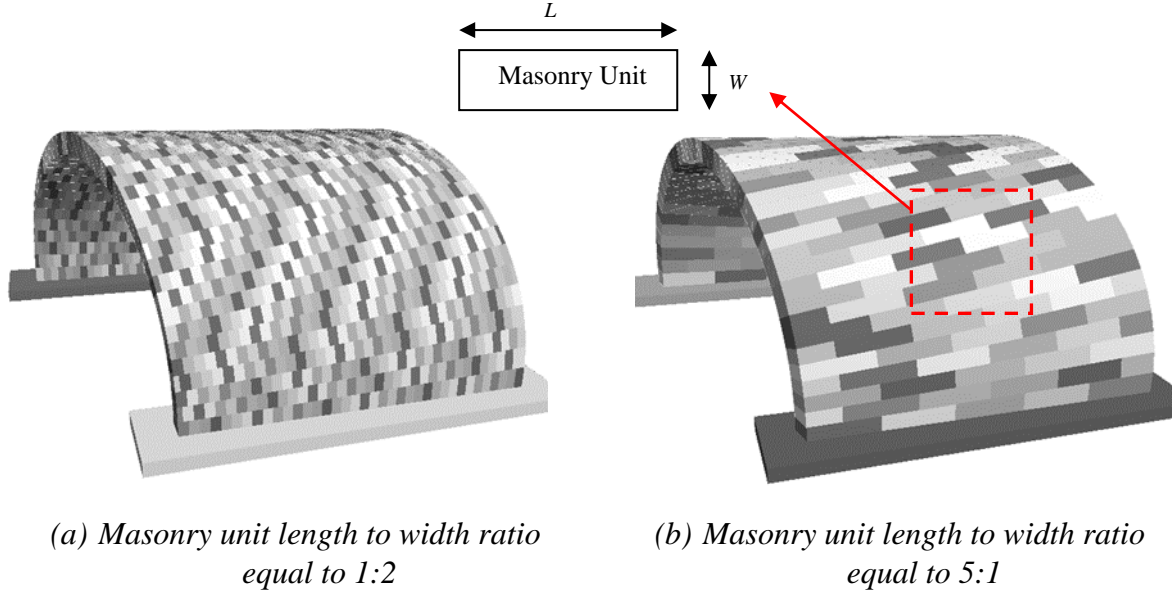 L
Masonry Unit
W
(a) Masonry unit length to width ratio
equal to 1:2
(b) Masonry unit length to width ratio
equal to 5:1